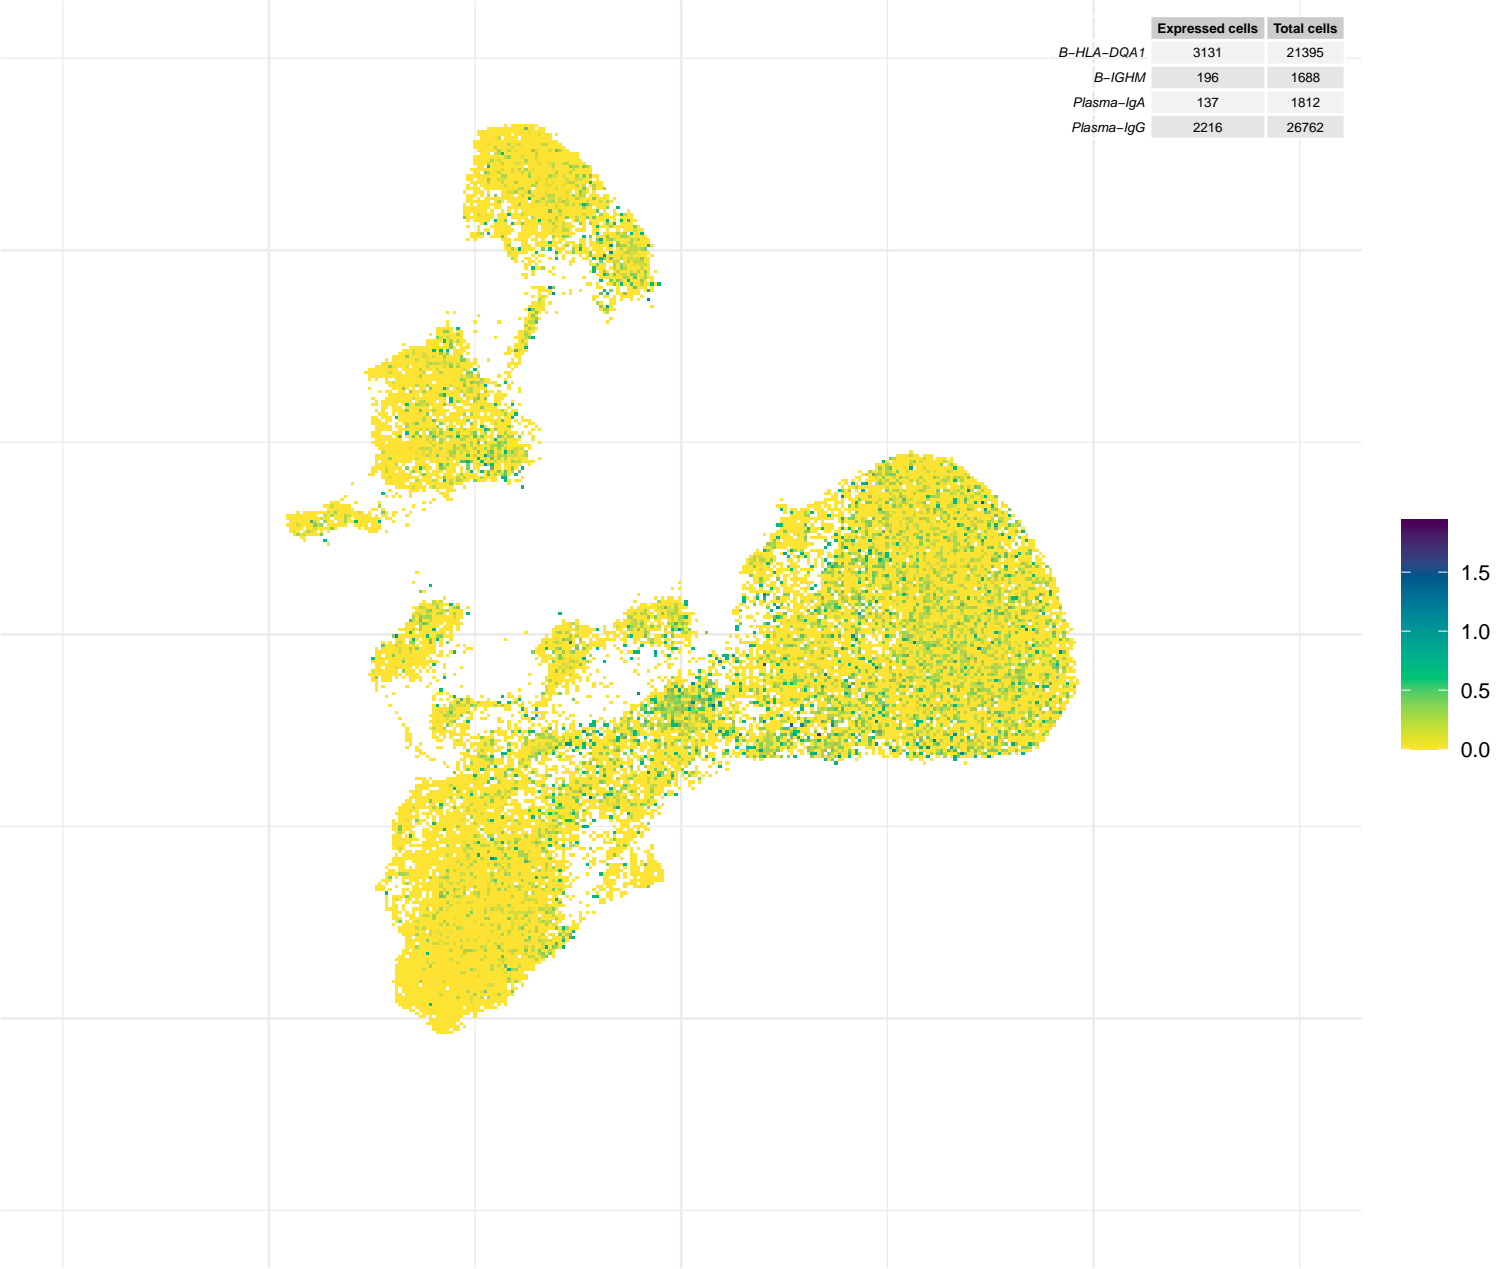 Expressed cells Total cells
B−HLA−DQA1 3131 21395
B−IGHM 196 1688
Plasma−IgA 137 1812
Plasma−IgG 2216 26762
1.5
1.0
0.5
0.0